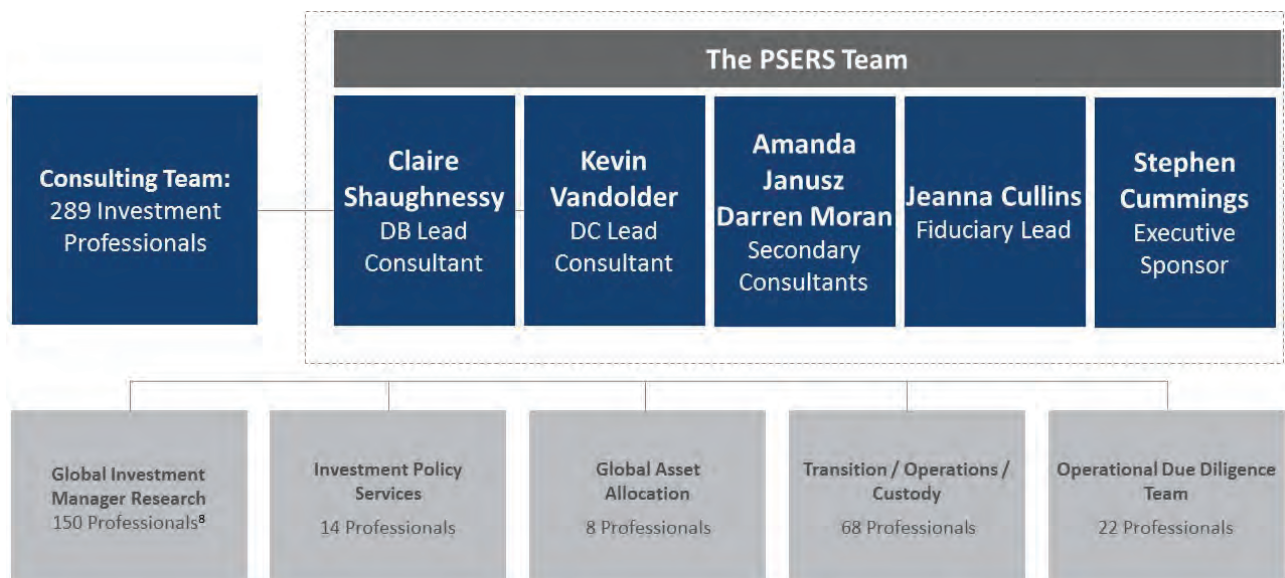 The PSERS Team
Consulting Team:
289 Investment
Professionals
Claire
Shaughnessy
DB Lead
Consultant
Kevin
Vandolder
DC Lead
Consultant
Amanda
Janusz
Darren Moran
Secondary
Consultants
Jeanna Cullins
Fiduciary Lead
Stephen
Cummings
Executive
Sponsor
Global Investment
Manager Research
150 Professionals⁸
Investment Policy
Services
14 Professionals
Global Asset
Allocation
8 Professionals
Transition / Operations /
Custody
68 Professionals
Operational Due Diligence
Team
22 Professionals